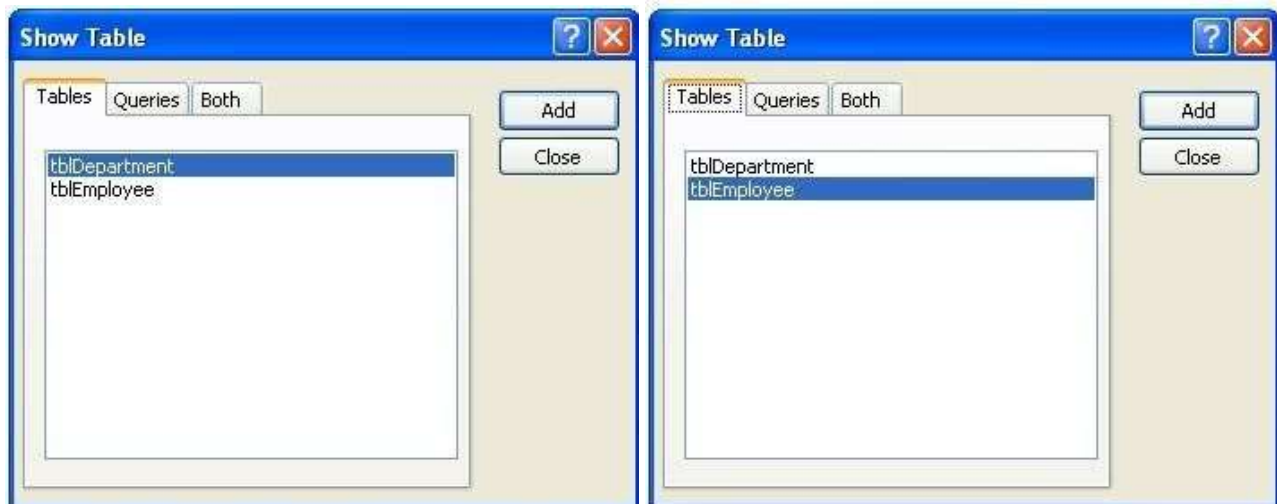 Show Table
?
Tables Queries Both
Add
Close
tblDepartment
tblEmployee
Show Table
?
Tables Queries Both
Add
Close
tblDepartment
tblEmployee